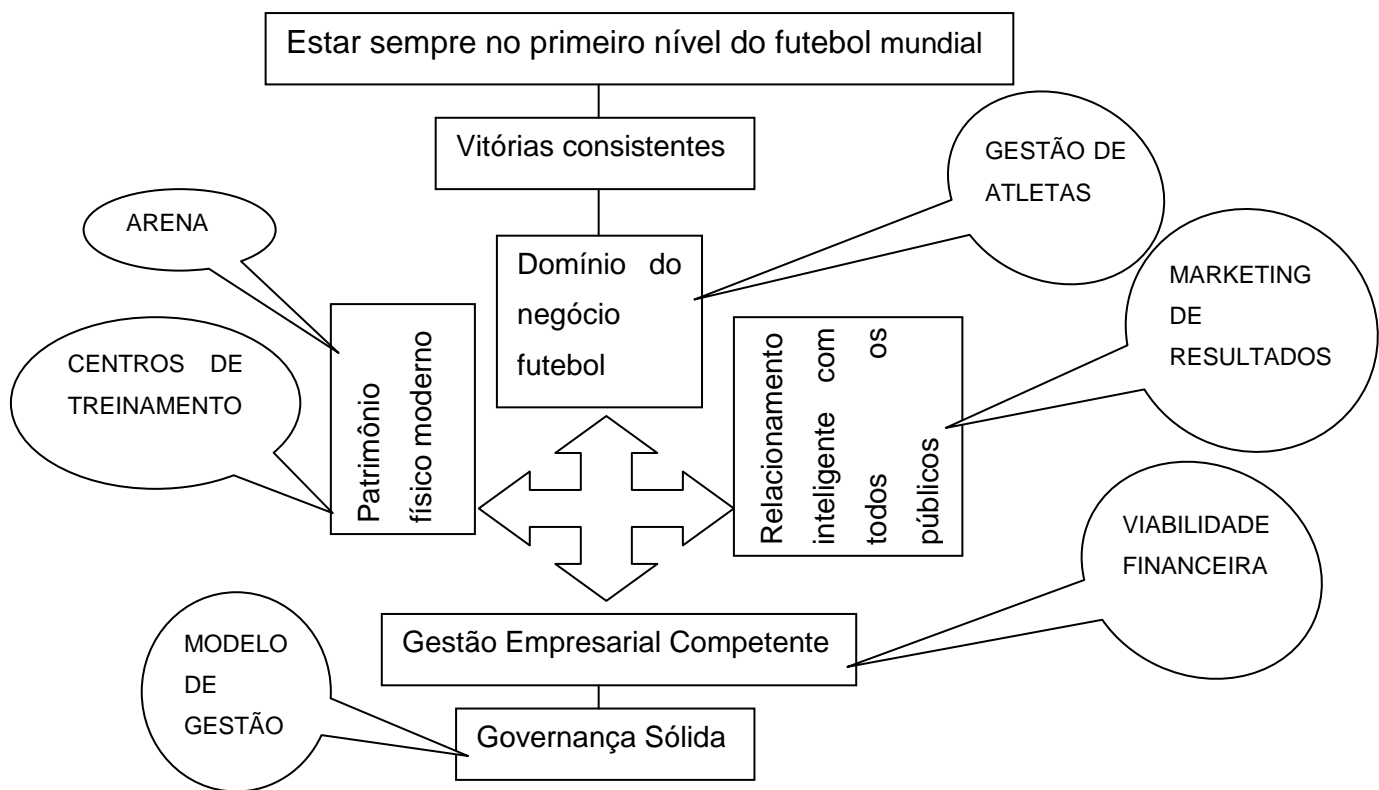 Estar sempre no primeiro nível do futebol mundial
Vitórias consistentes
GESTÃO DE
ATLETAS
ARENA
Domínio do
negócio
futebol
MARKETING
DE
RESULTADOS
CENTROS DE
TREINAMENTO
Patrimônio
físico moderno
Relacionamento
inteligente com
todos os
públicos
VIABILIDADE
FINANCEIRA
Gestão Empresarial Competente
MODELO
DE
GESTÃO
Governança Sólida